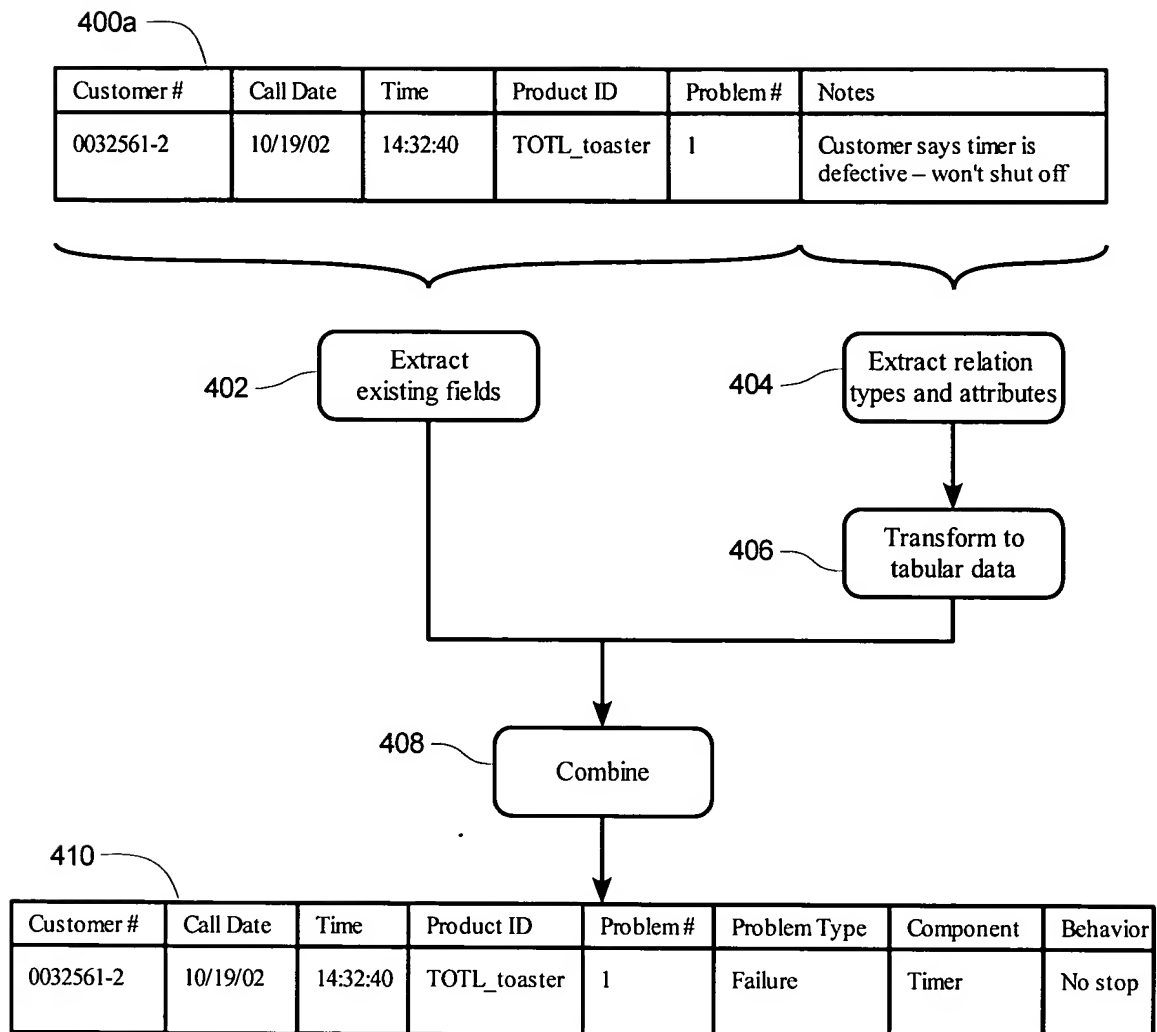 400a
Customer # Call Date Time Product ID Problem # Notes
0032561-2 10/19/02 14:32:40 TOTL_toaster 1 Customer says timer is
defective – won't shut off
402
Extract
existing fields
404
Extract relation
types and attributes
406
Transform to
tabular data
408
Combine
410
Customer # Call Date Time Product ID Problem # Problem Type Component Behavior
0032561-2 10/19/02 14:32:40 TOTL_toaster 1 Failure Timer No stop